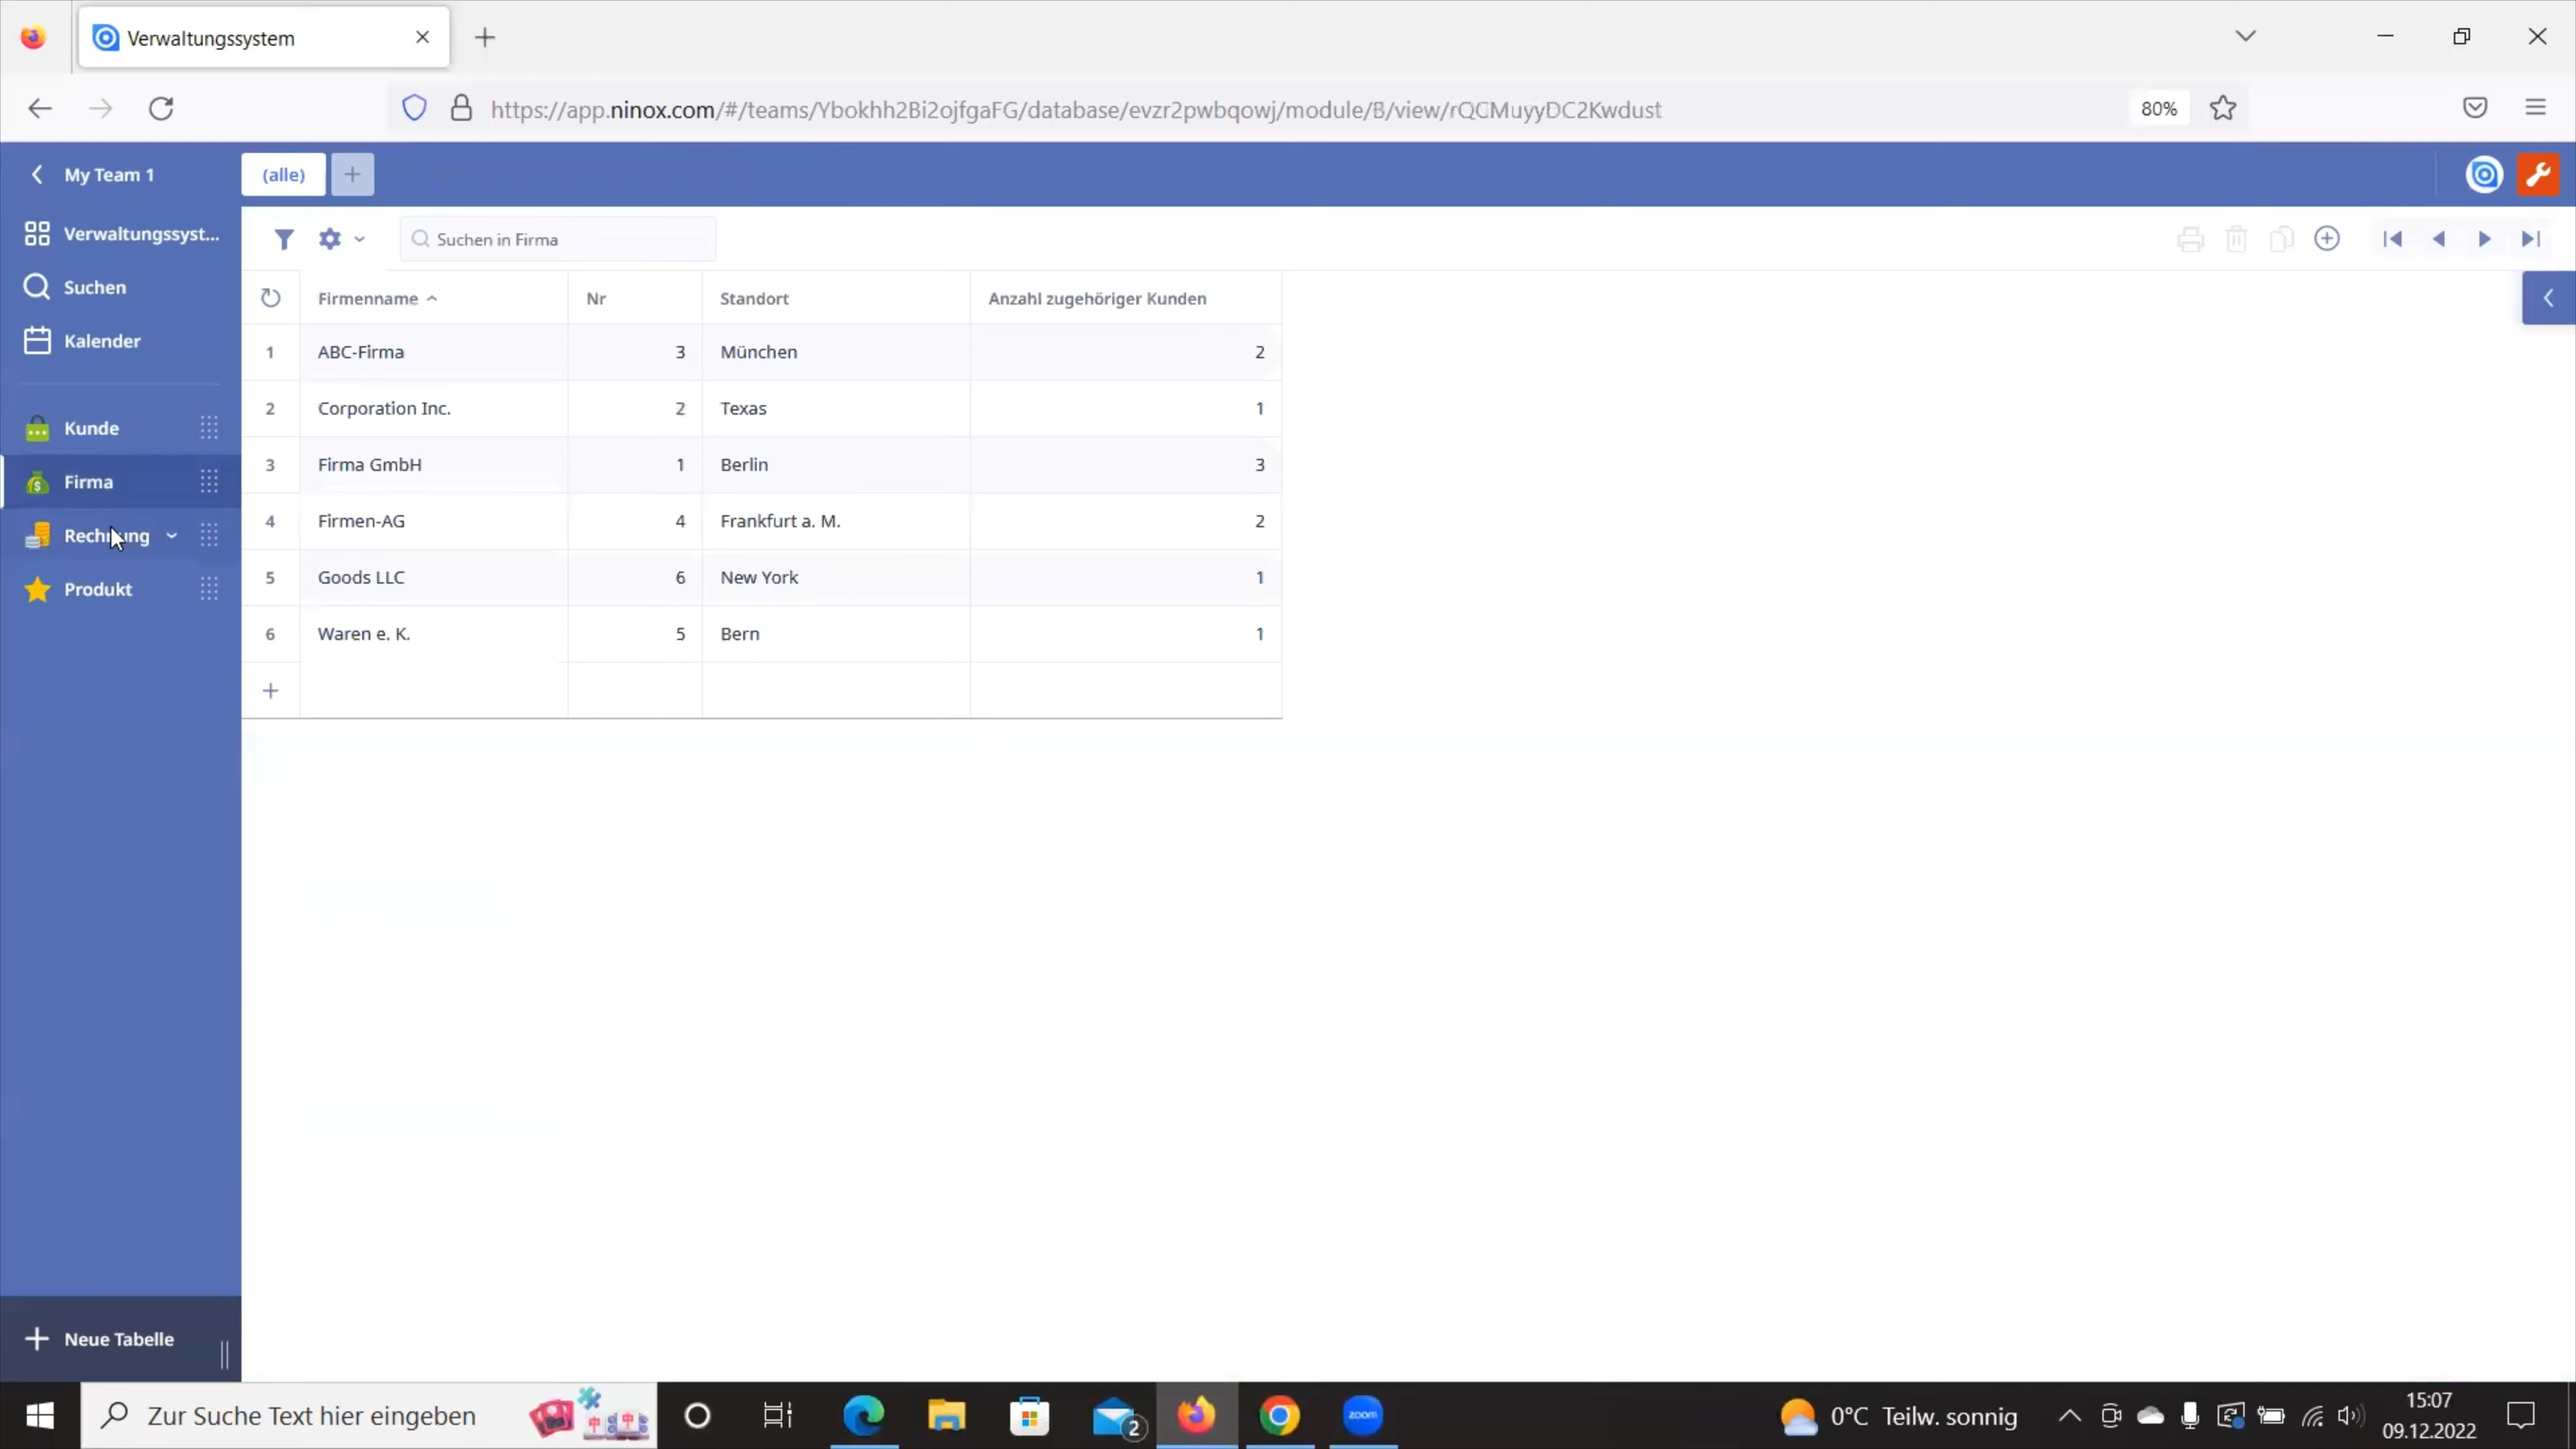 Verwaltungssystem
https://app.ninox.com/#/teams/Ybokhh2Bi2ojfgaFG/database/evzr2pwbqowj/module/B/view/rQCMuyyDC2Kwdust
80%
My Team 1
(alle)
Verwaltungssyst...
Suchen in Firma
Suchen
Firmenname Nr Standort Anzahl zugehöriger Kunden
Kalender
1 ABC-Firma 3 München 2
2 Corporation Inc. 2 Texas 1
Kunde
3 Firma GmbH 1 Berlin 3
Firma
4 Firmen-AG 4 Frankfurt a. M. 2
Rechnung
5 Goods LLC 6 New York 1
Produkt
6 Waren e. K. 5 Bern 1
Neue Tabelle
Zur Suche Text hier eingeben
2
zoom
0°C Teilw. sonnig
15:07
09.12.2022